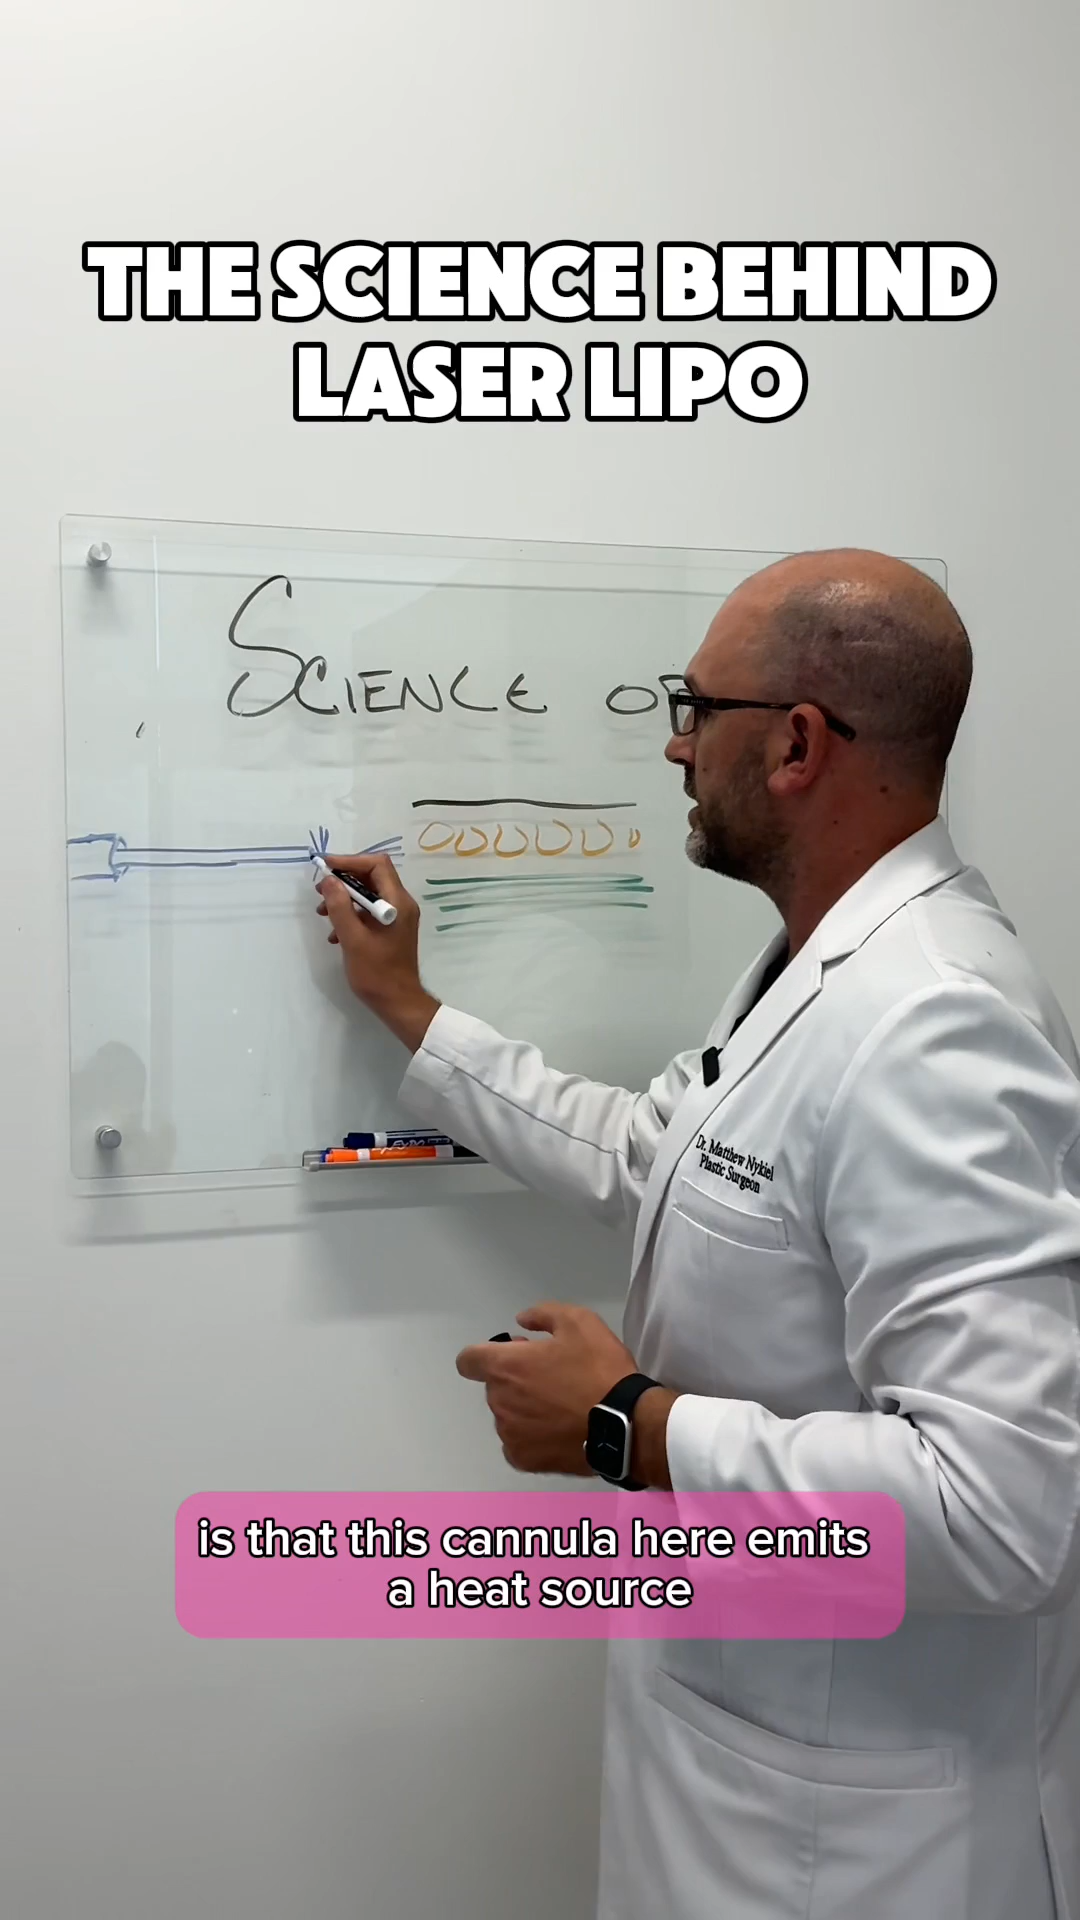 THE SCIENCE BEHIND
LASER LIPO
SCIENCE OF
EXPO
Dr. Matthew Nykiel
Plastic Surgeon
is that this cannula here emits
a heat source